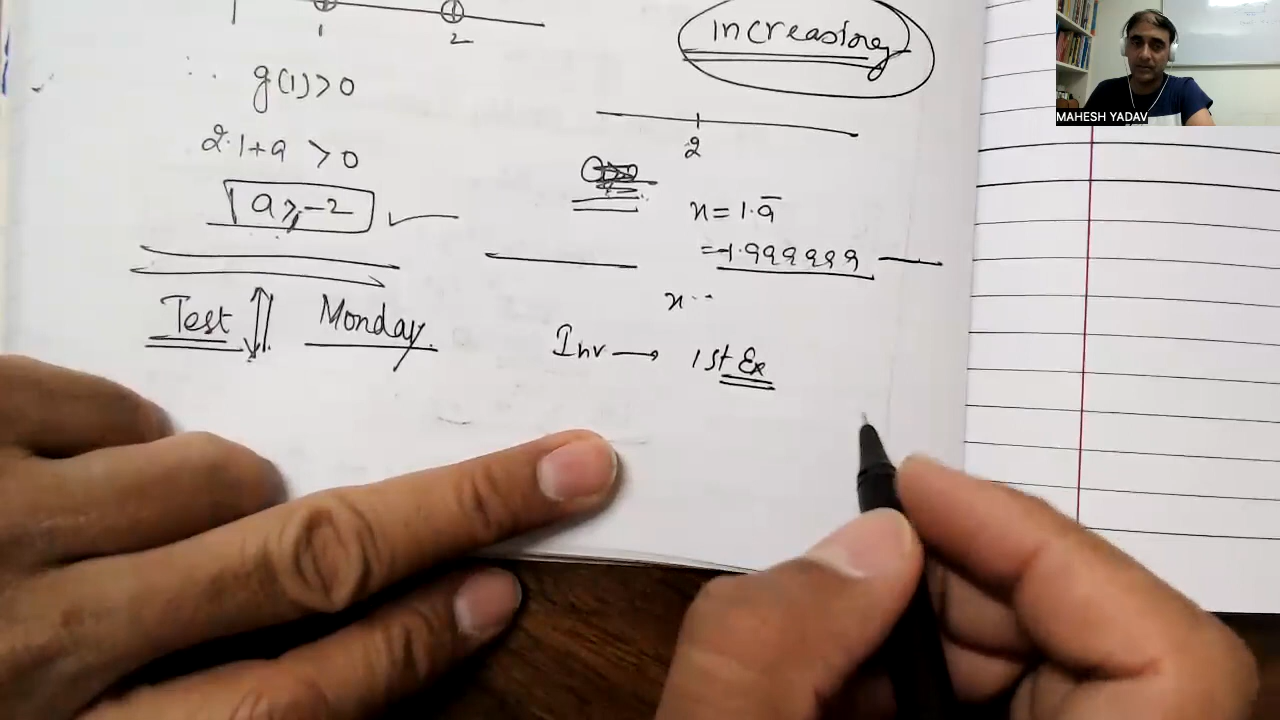 1 2
∴ g(1) > 0
2·1 + a > 0
a ≥ -2
Test Monday.
increasing
2
x = 1.9̄
= 1.999999
x --
Inv → 1st Ex
MAHESH YADAV